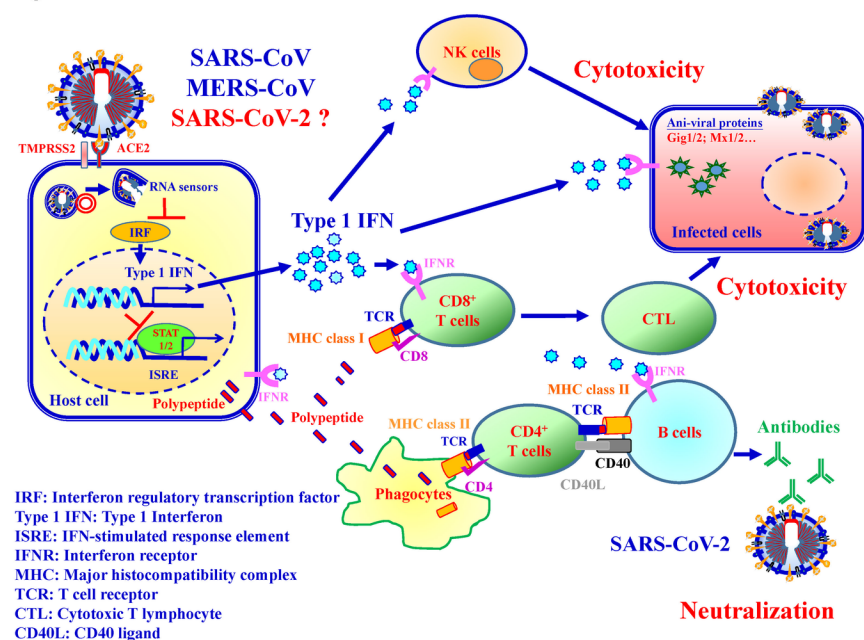 SARS-CoV
MERS-CoV
SARS-CoV-2 ?
TMPRSS2
ACE2
RNA sensors
IRF
Type 1 IFN
STAT
1/2
ISRE
Host cell
IFNR
Polypeptide
Polypeptide
NK cells
Cytotoxicity
Ani-viral proteins
Gig1/2; Mx1/2...
Infected cells
Type 1 IFN
IFNR
CD8+
T cells
TCR
MHC class I
CD8
CTL
Cytotoxicity
MHC class II
IFNR
TCR
MHC class II
TCR
CD4+
T cells
CD4
CD40
CD40L
B cells
Phagocytes
Antibodies
SARS-CoV-2
Neutralization
IRF: Interferon regulatory transcription factor
Type 1 IFN: Type 1 Interferon
ISRE: IFN-stimulated response element
IFNR: Interferon receptor
MHC: Major histocompatibility complex
TCR: T cell receptor
CTL: Cytotoxic T lymphocyte
CD40L: CD40 ligand